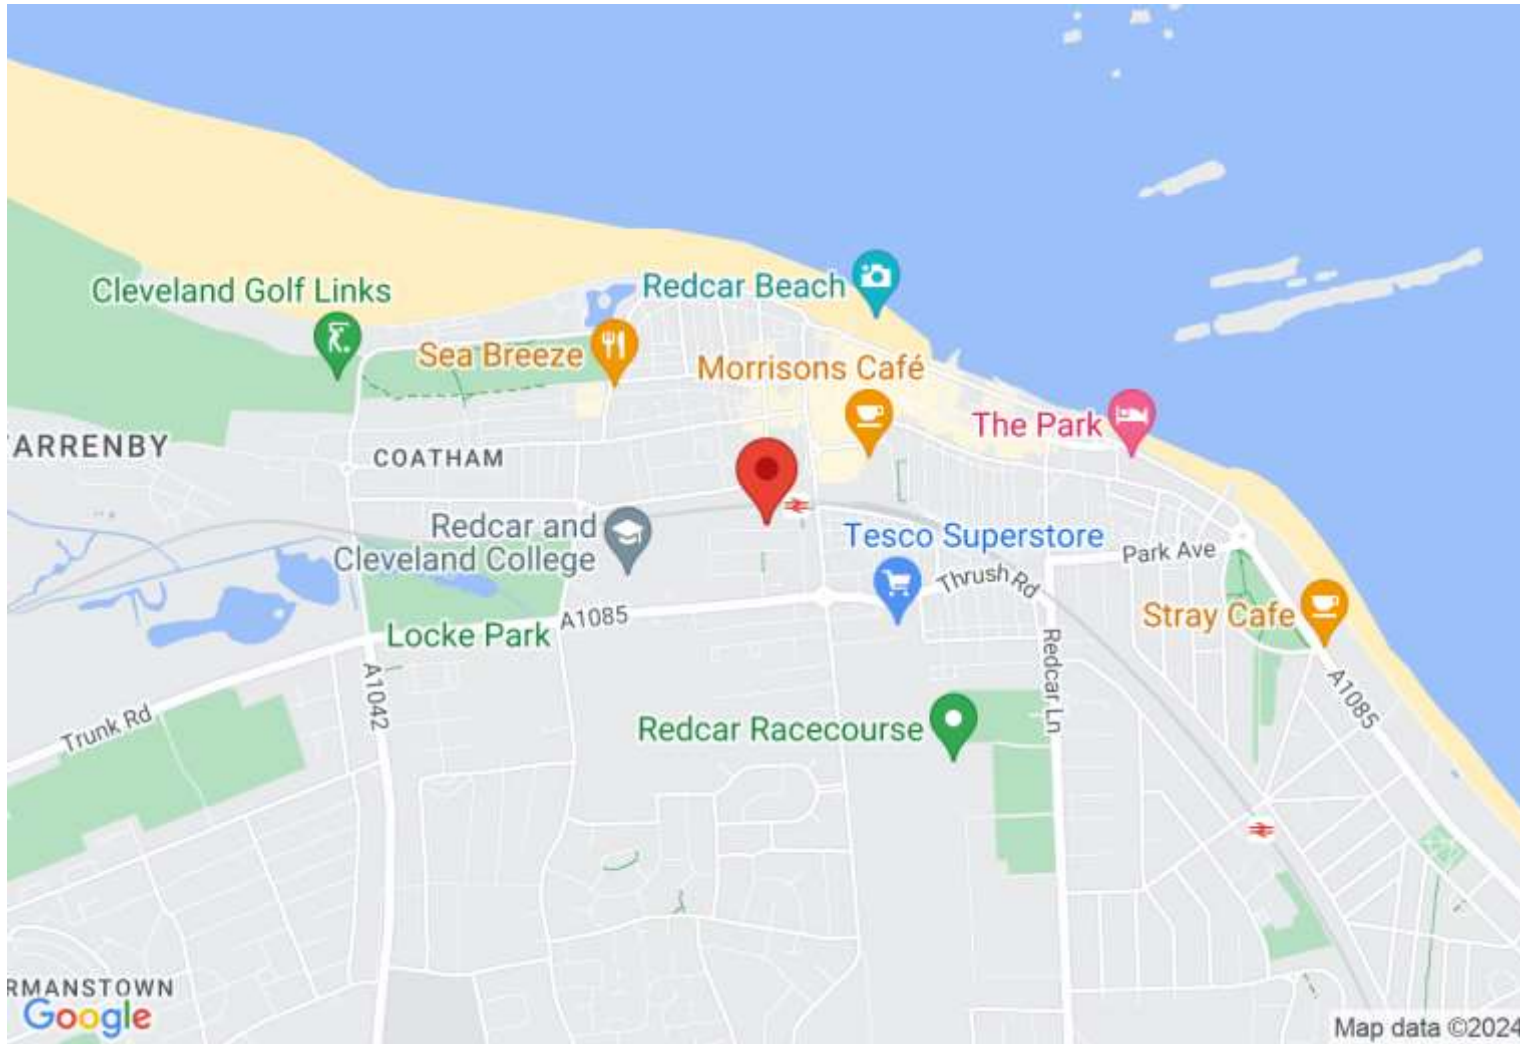 Cleveland Golf Links
Redcar Beach
Sea Breeze
Morrisons Café
The Park
ARRENBY
COATHAM
Redcar and
Cleveland College
Tesco Superstore
Park Ave
Thrush Rd
Stray Cafe
A1085
Locke Park
Redcar Ln
A1042
A1085
Trunk Rd
Redcar Racecourse
RMANSTOWN
Google
Map data ©2024